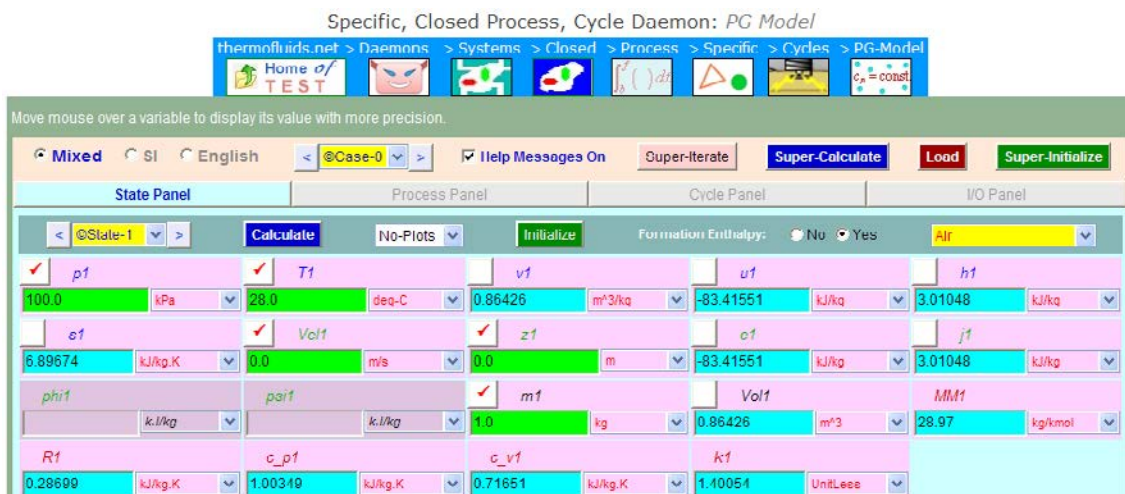 Specific, Closed Process, Cycle Daemon: PG Model
thermofluids.net > Daemons > Systems > Closed > Process > Specific > Cycles > PG-Model
Home of TEST
∫ᵇᶠ( )dt
cₚ = const.
Move mouse over a variable to display its value with more precision.
Mixed SI English < ©Case-0 > Help Messages On Super-Iterate Super-Calculate Load Super-Initialize
State Panel Process Panel Cycle Panel I/O Panel
< ©State-1 > Calculate No-Plots Initialize Formation Enthalpy: No Yes Air
p1 T1 v1 u1 h1
100.0 kPa 28.0 deg-C 0.86426 m^3/kg -83.41551 kJ/kg 3.01048 kJ/kg
s1 Vel1 z1 e1 j1
6.89674 kJ/kg.K 0.0 m/s 0.0 m -83.41551 kJ/kg 3.01048 kJ/kg
phi1 psi1 m1 Vol1 MM1
kJ/kg kJ/kg 1.0 kg 0.86426 m^3 28.97 kg/kmol
R1 c_p1 c_v1 k1
0.28699 kJ/kg.K 1.00349 kJ/kg.K 0.71651 kJ/kg.K 1.40054 UnitLess